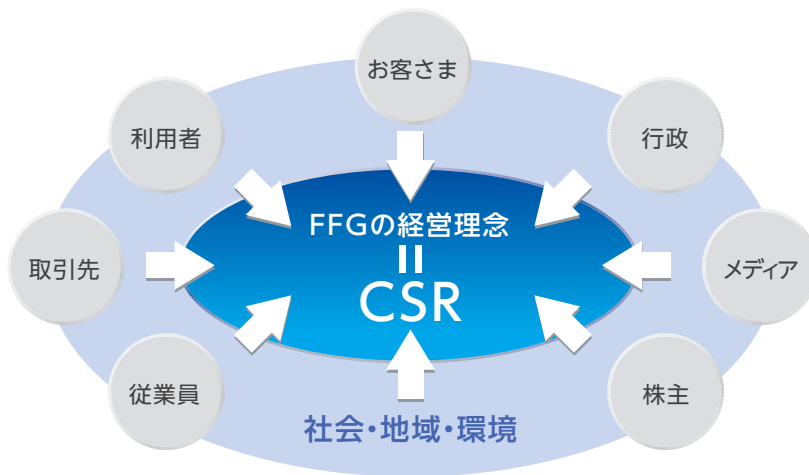 お客さま
利用者
行政
FFGの経営理念
=
CSR
取引先
メディア
従業員
株主
社会・地域・環境